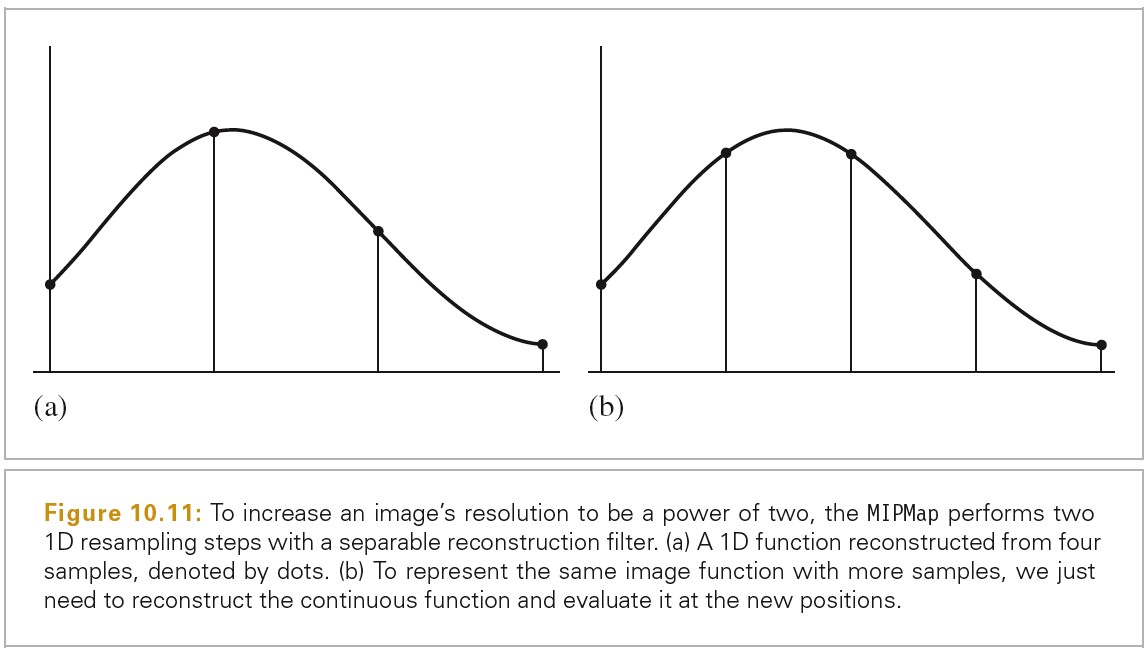 (a)
(b)
Figure 10.11: To increase an image’s resolution to be a power of two, the MIPMap performs two
1D resampling steps with a separable reconstruction filter. (a) A 1D function reconstructed from four
samples, denoted by dots. (b) To represent the same image function with more samples, we just
need to reconstruct the continuous function and evaluate it at the new positions.